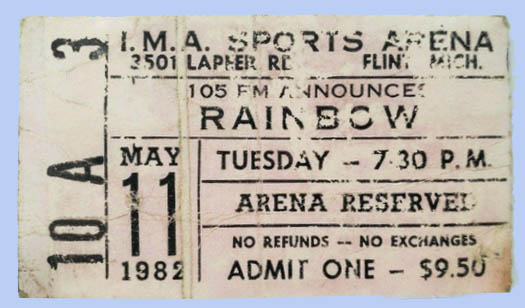 10 A 3
I.M.A. SPORTS ARENA
3501 LAPEER RD. FLINT MICH.
105 FM ANNOUNCES
RAINBOW
MAY 11 1982
TUESDAY - 7:30 P.M.
ARENA RESERVED
NO REFUNDS -- NO EXCHANGES
ADMIT ONE - $9.50